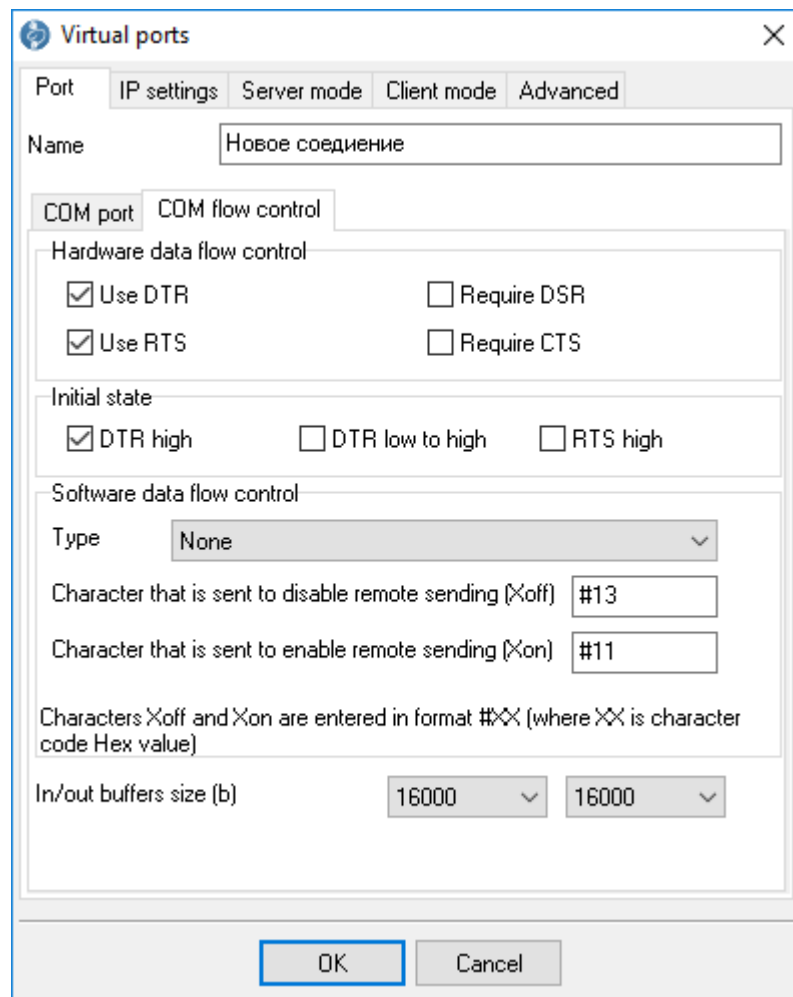 Virtual ports
Port IP settings Server mode Client mode Advanced
Name Новое соедиение
COM port COM flow control
Hardware data flow control
Use DTR Require DSR
Use RTS Require CTS
Initial state
DTR high DTR low to high RTS high
Software data flow control
Type None
Character that is sent to disable remote sending (Xoff) #13
Character that is sent to enable remote sending (Xon) #11
Characters Xoff and Xon are entered in format #XX (where XX is character
code Hex value)
In/out buffers size (b) 16000 16000
OK Cancel